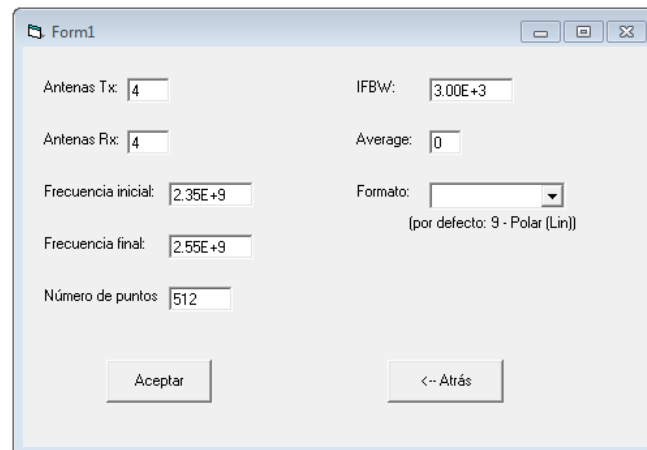 Form1
Antenas Tx: 4
IFBW: 3.00E+3
Antenas Rx: 4
Average: 0
Frecuencia inicial: 2.35E+9
Formato:
(por defecto: 9 - Polar (Lin))
Frecuencia final: 2.55E+9
Número de puntos 512
Aceptar
<-- Atrás